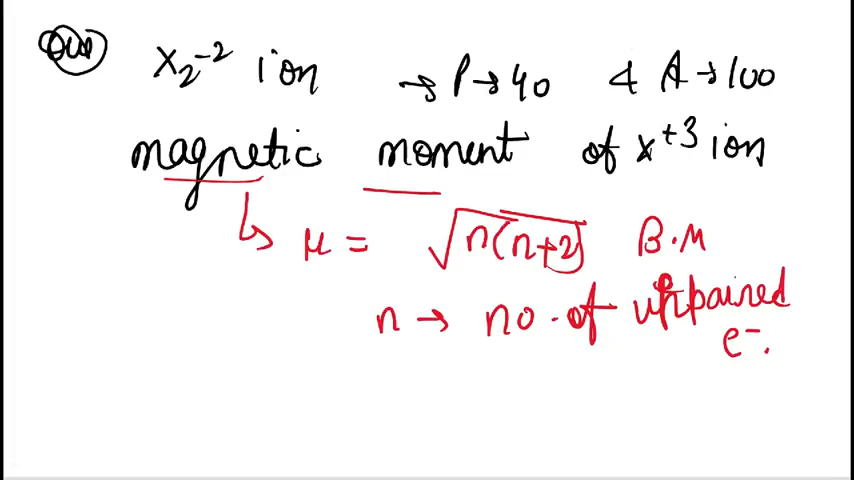 Que X₂⁻² ion → P → 40 & A → 100
magnetic moment of x⁺³ ion
↳ μ = √n(n+2) B.M
n → no. of unpaired
e⁻.